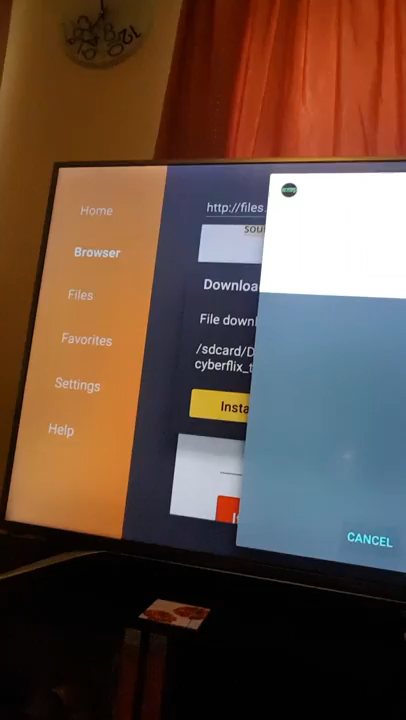 Home
Browser
Files
Favorites
Settings
Help
http://files
SOU
Downloa
File downl
/sdcard/D
cyberflix_t
Insta
CANCEL